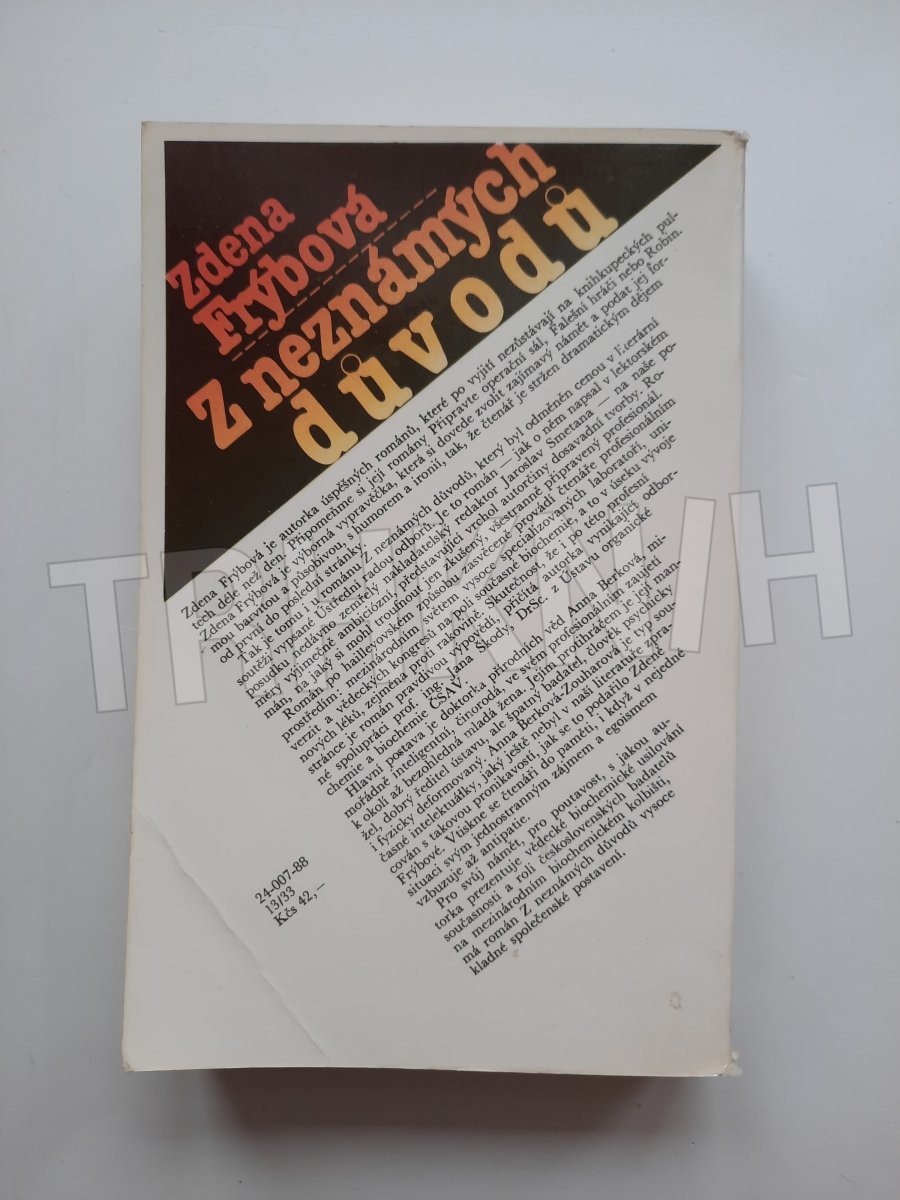 Zdena
Frýbová
Z neznámých
důvodů
Zdena Frýbová je autorka úspěšných románů, které po vyjití nezůstávají na knihkupeckých pul-
tech déle než den. Připomeňme si její romány Připravte operační sál, Falešní hráči nebo Robin.
Zdena Frýbová je výborná vypravěčka, která si dovede zvolit zajímavý námět a podat jej for-
mou barvitou a působivou, s humorem a ironií, tak, že čtenář je stržen dramatickým dějem
od první do poslední stránky.
Tak je tomu i s románu Z neznámých důvodů, který byl odměněn cenou v Literární
soutěži vypsané Ústřední radou odborů. Je to román — jak o něm napsal v lektorském
posudku nedávno zemřelý nakladatelský redaktor Jaroslav Smetana — na naše po-
měry výjimečně ambiciózní, představující vrchol autorčiny dosavadní tvorby. Ro-
mán, na jaký si mohl troufnout jen zkušený, všestranně připravený profesionál.
Román po haileyovském způsobu zasvěceně provádí čtenáře profesionálním
prostředím: mezinárodním světem vysoce specializovaných laboratoří, uni-
verzit a vědeckých kongresů na poli současné biochemie, a to v úseku vývoje
nových léků, zejména proti rakovině. Skutečnost, že i po této profesní
stránce je román pravdivou výpovědí, přičítá autorka vynikající odbor-
né spolupráci prof. ing. Jana Škody, DrSc. z Ústavu organické
chemie a biochemie ČSAV.
Hlavní postava je doktorka přírodních věd Anna Berková, mi-
mořádně inteligentní, činorodá, ve svém profesionálním zaujetí
k okolí až bezohledná mladá žena. Jejím protihráčem je její man-
žel, dobrý ředitel ústavu, ale špatný badatel, člověk psychicky
i fyzicky deformovaný. Anna Berková-Zouharová je typ sou-
časné intelektuálky, jaký ještě nebyl v naší literatuře zpra-
cován s takovou pronikavostí, jak se to podařilo Zdeně
Frýbové. Vtiskne se čtenáři do paměti, i když v nejedné
situaci svým jednostranným zájmem a egoismem
vzbuzuje až antipatie.
Pro svůj námět, pro poutavost, s jakou au-
torka prezentuje vědecké biochemické usilování
současnosti a roli československých badatelů
na mezinárodním biochemickém kolbišti,
má román Z neznámých důvodů vysoce
kladné společenské postavení.
24-007-88
13/33
Kčs 42,—